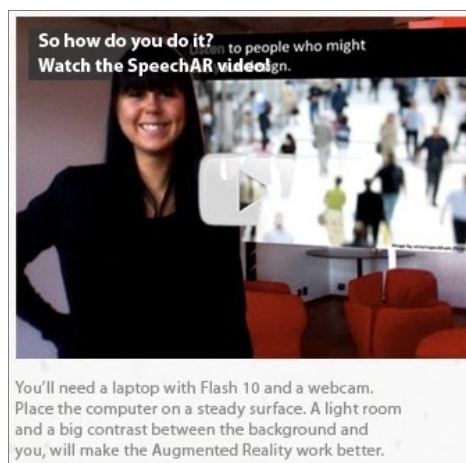 So how do you do it?
Watch the SpeechAR video!
to people who might
sign.
You'll need a laptop with Flash 10 and a webcam.
Place the computer on a steady surface. A light room
and a big contrast between the background and
you, will make the Augmented Reality work better.